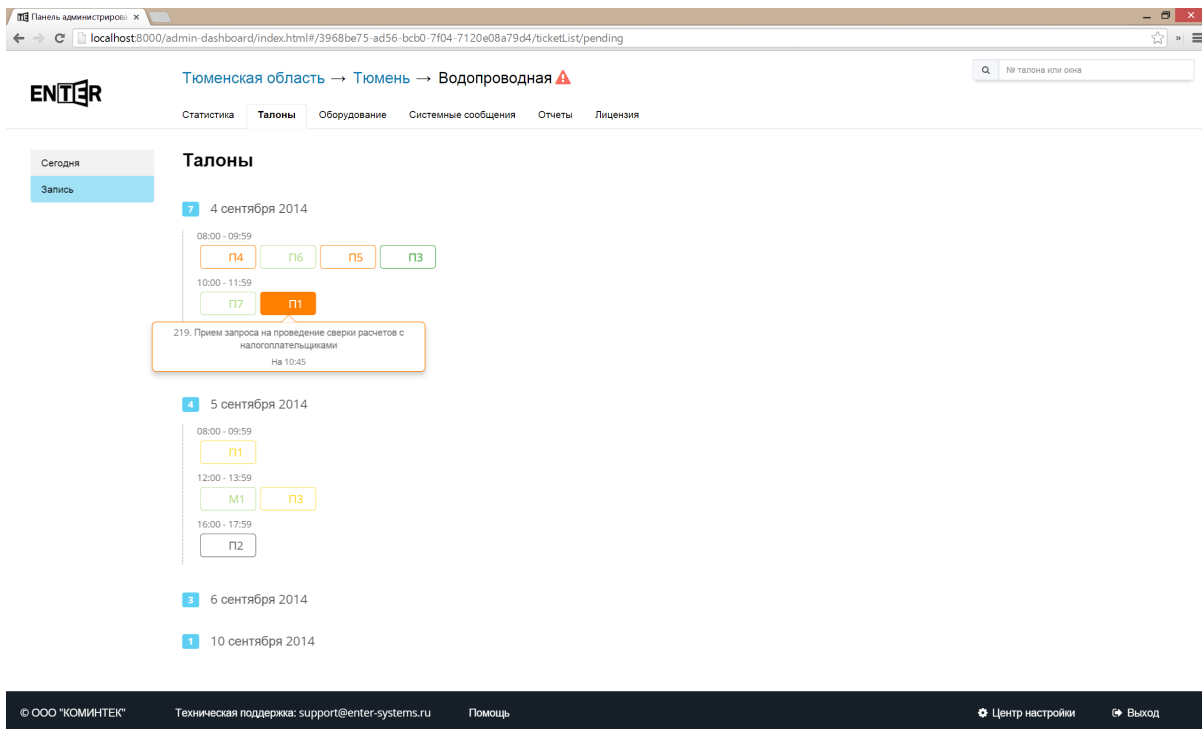 Панель администрирова
localhost:8000/admin-dashboard/index.html#/3968be75-ad56-bcb0-7f04-7120e08a79d4/ticketList/pending
ENTER
Тюменская область → Тюмень → Водопроводная
№ талона или окна
Статистика Талоны Оборудование Системные сообщения Отчеты Лицензия
Сегодня
Запись
Талоны
7 4 сентября 2014
08:00 - 09:59
П4 П6 П5 П3
10:00 - 11:59
П7 П1
219. Прием запроса на проведение сверки расчетов с
налогоплательщиками
На 10:45
4 5 сентября 2014
08:00 - 09:59
П1
12:00 - 13:59
М1 П3
16:00 - 17:59
П2
3 6 сентября 2014
1 10 сентября 2014
© ООО "КОМИНТЕК" Техническая поддержка: support@enter-systems.ru Помощь Центр настройки Выход